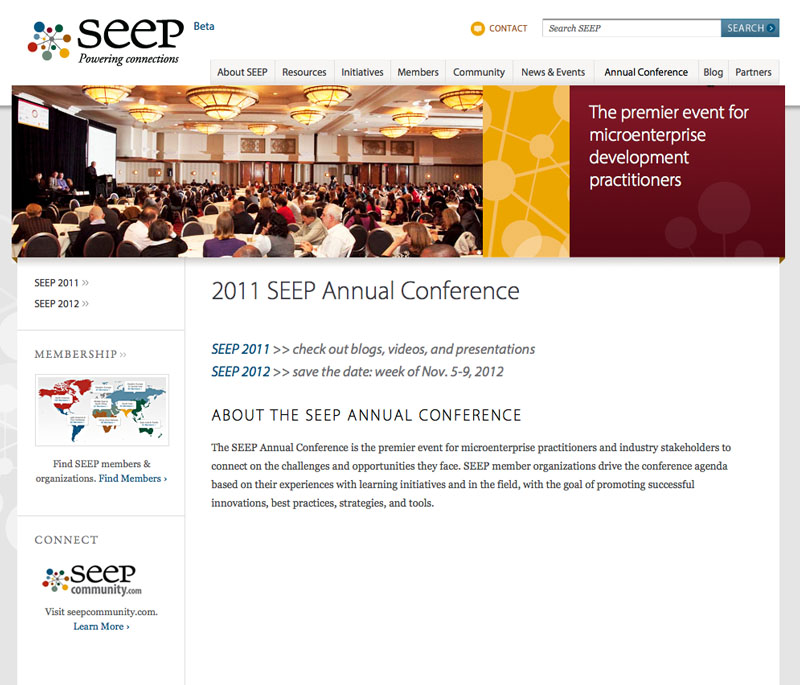 seep Beta
Powering connections
CONTACT
Search SEEP
SEARCH
About SEEP
Resources
Initiatives
Members
Community
News & Events
Annual Conference
Blog
Partners
The premier event for
microenterprise
development
practitioners
SEEP 2011 »
SEEP 2012 »
MEMBERSHIP »
Find SEEP members &
organizations. Find Members ›
CONNECT
seep
community.com
Visit seepcommunity.com.
Learn More ›
2011 SEEP Annual Conference
SEEP 2011 >> check out blogs, videos, and presentations
SEEP 2012 >> save the date: week of Nov. 5-9, 2012
ABOUT THE SEEP ANNUAL CONFERENCE
The SEEP Annual Conference is the premier event for microenterprise practitioners and industry stakeholders to
connect on the challenges and opportunities they face. SEEP member organizations drive the conference agenda
based on their experiences with learning initiatives and in the field, with the goal of promoting successful
innovations, best practices, strategies, and tools.